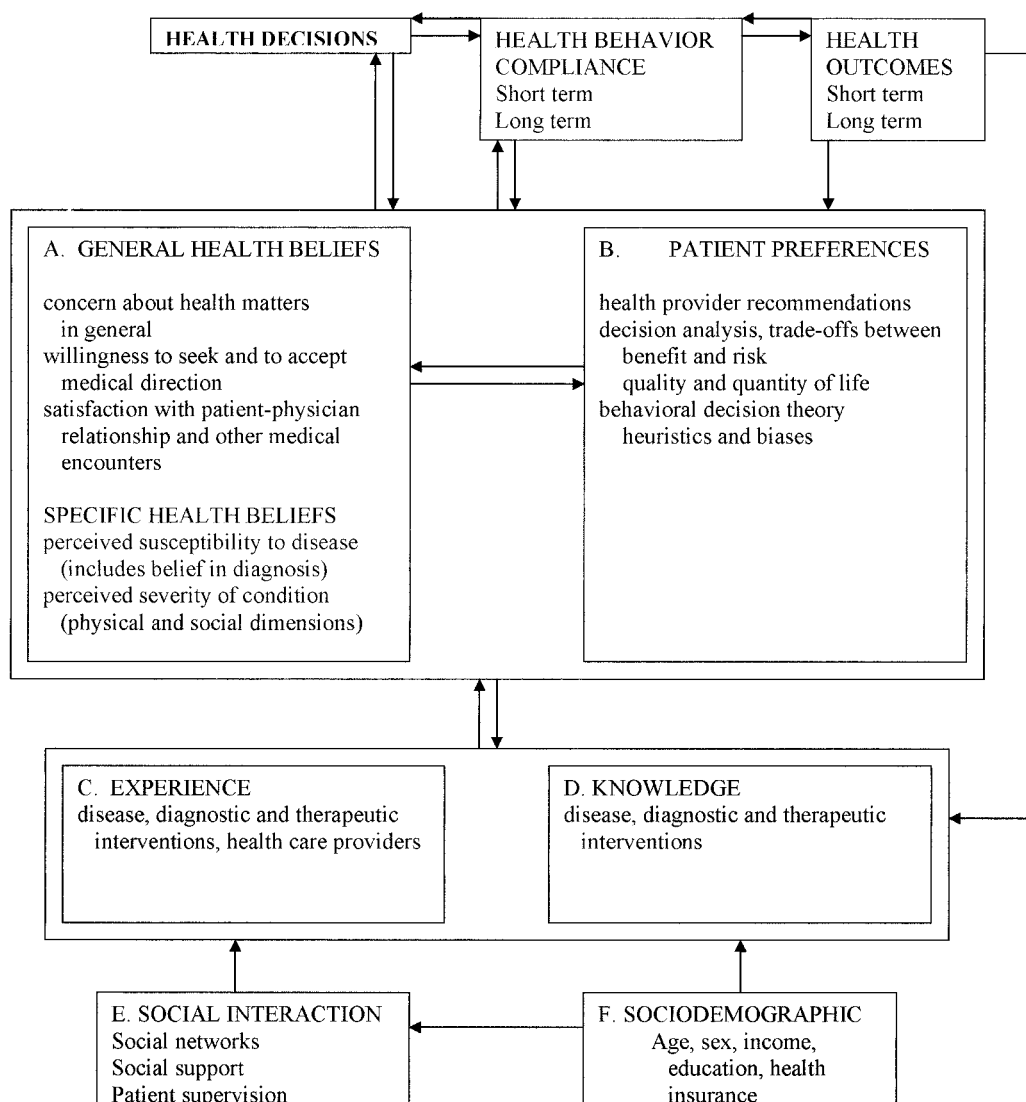 HEALTH DECISIONS
HEALTH BEHAVIOR
COMPLIANCE
Short term
Long term
HEALTH
OUTCOMES
Short term
Long term
A. GENERAL HEALTH BELIEFS
concern about health matters
in general
willingness to seek and to accept
medical direction
satisfaction with patient-physician
relationship and other medical
encounters
SPECIFIC HEALTH BELIEFS
perceived susceptibility to disease
(includes belief in diagnosis)
perceived severity of condition
(physical and social dimensions)
B. PATIENT PREFERENCES
health provider recommendations
decision analysis, trade-offs between
benefit and risk
quality and quantity of life
behavioral decision theory
heuristics and biases
C. EXPERIENCE
disease, diagnostic and therapeutic
interventions, health care providers
D. KNOWLEDGE
disease, diagnostic and therapeutic
interventions
E. SOCIAL INTERACTION
Social networks
Social support
Patient supervision
F. SOCIODEMOGRAPHIC
Age, sex, income,
education, health
insurance